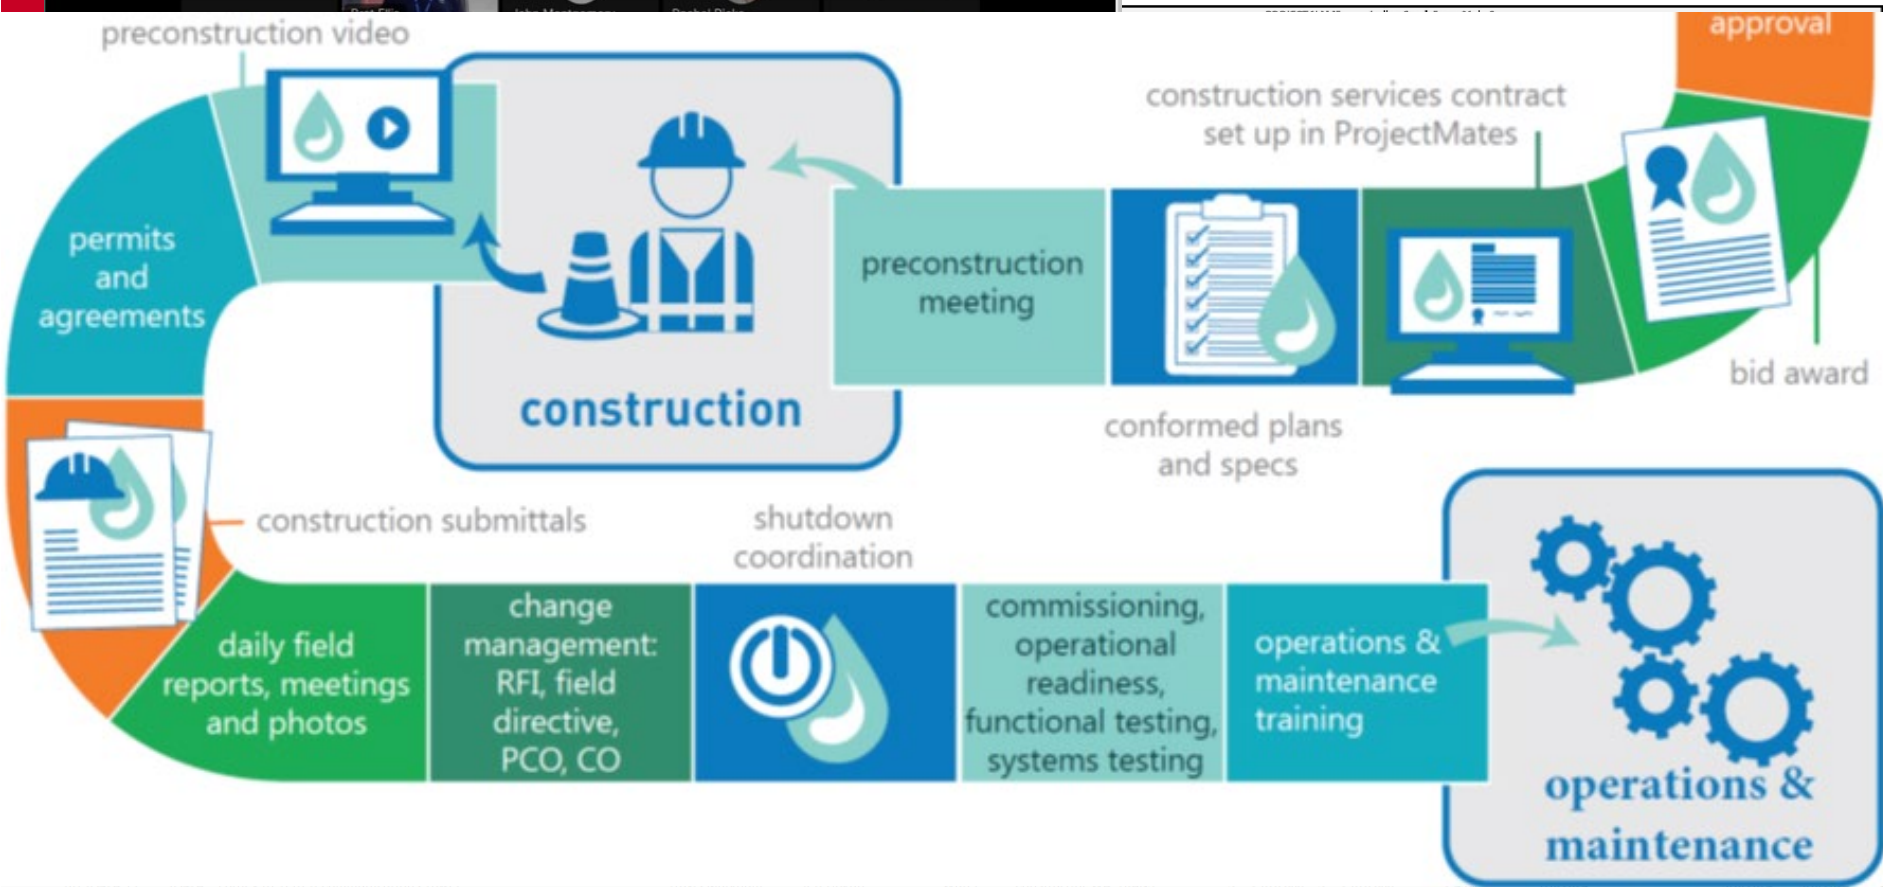 preconstruction video
approval
construction services contract
set up in ProjectMates
permits
and
agreements
preconstruction
meeting
bid award
construction
conformed plans
and specs
construction submittals
shutdown
coordination
daily field
reports, meetings
and photos
change
management:
RFI, field
directive,
PCO, CO
commissioning,
operational
readiness,
functional testing,
systems testing
operations &
maintenance
training
operations &
maintenance